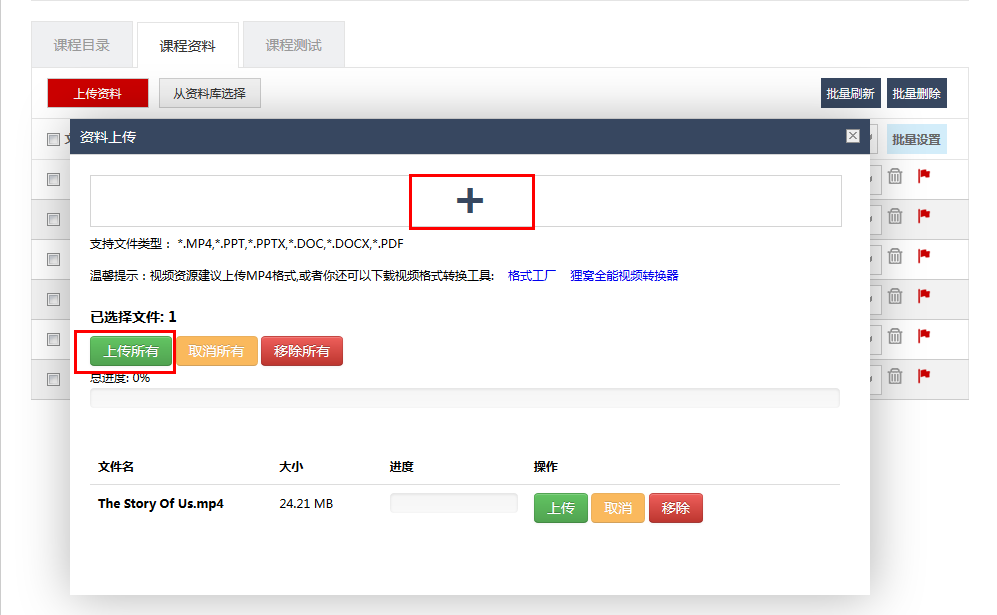 课程目录 课程资料 课程测试
上传资料 从资料库选择 批量刷新 批量删除
资料上传
批量设置
支持文件类型： *.MP4,*.PPT,*.PPTX,*.DOC,*.DOCX,*.PDF
温馨提示：视频资源建议上传MP4格式,或者你还可以下载视频格式转换工具: 格式工厂 狸窝全能视频转换器
已选择文件: 1
上传所有 取消所有 移除所有
总进度: 0%
文件名 大小 进度 操作
The Story Of Us.mp4 24.21 MB 上传 取消 移除